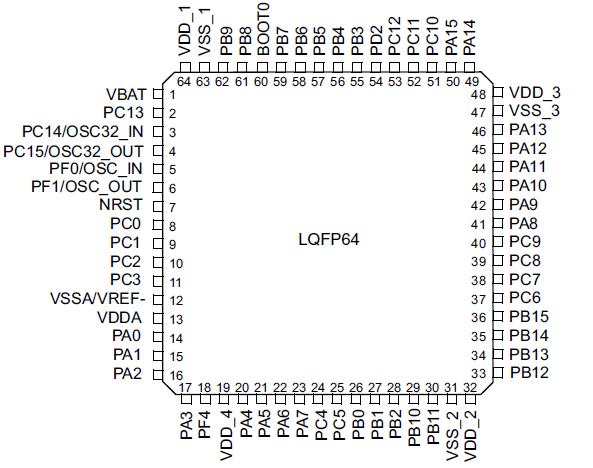 VDD_1
VSS_1
PB9
PB8
BOOT0
PB7
PB6
PB5
PB4
PB3
PD2
PC12
PC11
PC10
PA15
PA14
64 63 62 61 60 59 58 57 56 55 54 53 52 51 50 49
VBAT 1
PC13 2
PC14/OSC32_IN 3
PC15/OSC32_OUT 4
PF0/OSC_IN 5
PF1/OSC_OUT 6
NRST 7
PC0 8
PC1 9
PC2 10
PC3 11
VSSA/VREF- 12
VDDA 13
PA0 14
PA1 15
PA2 16
LQFP64
48 VDD_3
47 VSS_3
46 PA13
45 PA12
44 PA11
43 PA10
42 PA9
41 PA8
40 PC9
39 PC8
38 PC7
37 PC6
36 PB15
35 PB14
34 PB13
33 PB12
17 18 19 20 21 22 23 24 25 26 27 28 29 30 31 32
PA3
PF4
VDD_4
PA4
PA5
PA6
PA7
PC4
PC5
PB0
PB1
PB2
PB10
PB11
VSS_2
VDD_2